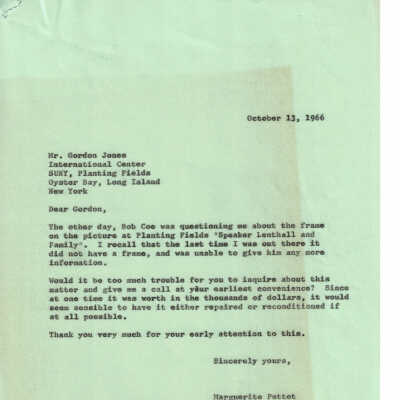 October 13, 1966
Mr. Gordon Jones
International Center
SUNY, Planting Fields
Oyster Bay, Long Island
New York
Dear Gordon,
The other day, Bob Coe was questioning me about the frame
on the picture at Planting Fields "Speaker Lenthall and
Family". I recall that the last time I was out there it
did not have a frame, and was unable to give him any more
information.
Would it be too much trouble for you to inquire about this
matter and give me a call at your earliest convenience? Since
at one time it was worth in the thousands of dollars, it would
seem sensible to have it either repaired or reconditioned if
at all possible.
Thank you very much for your early attention to this.
Sincerely yours,
Marguerite Pettet